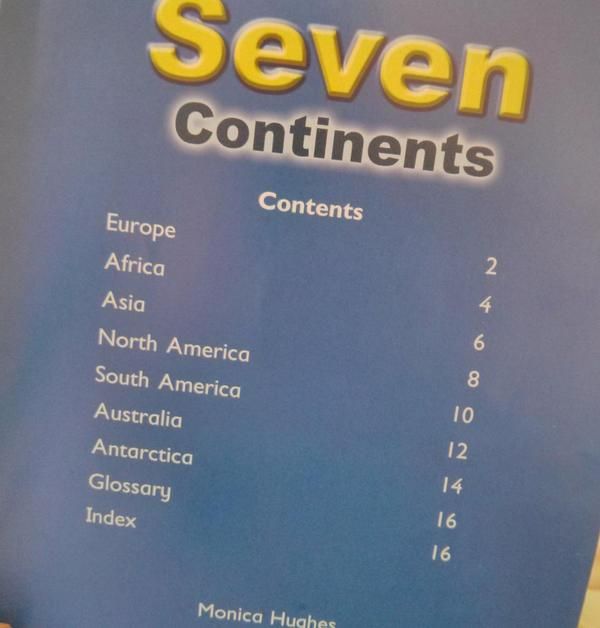 Seven
Continents
Contents
Europe 2
Africa 4
Asia 6
North America 8
South America 10
Australia 12
Antarctica 14
Glossary 16
Index 16
Monica Hughes